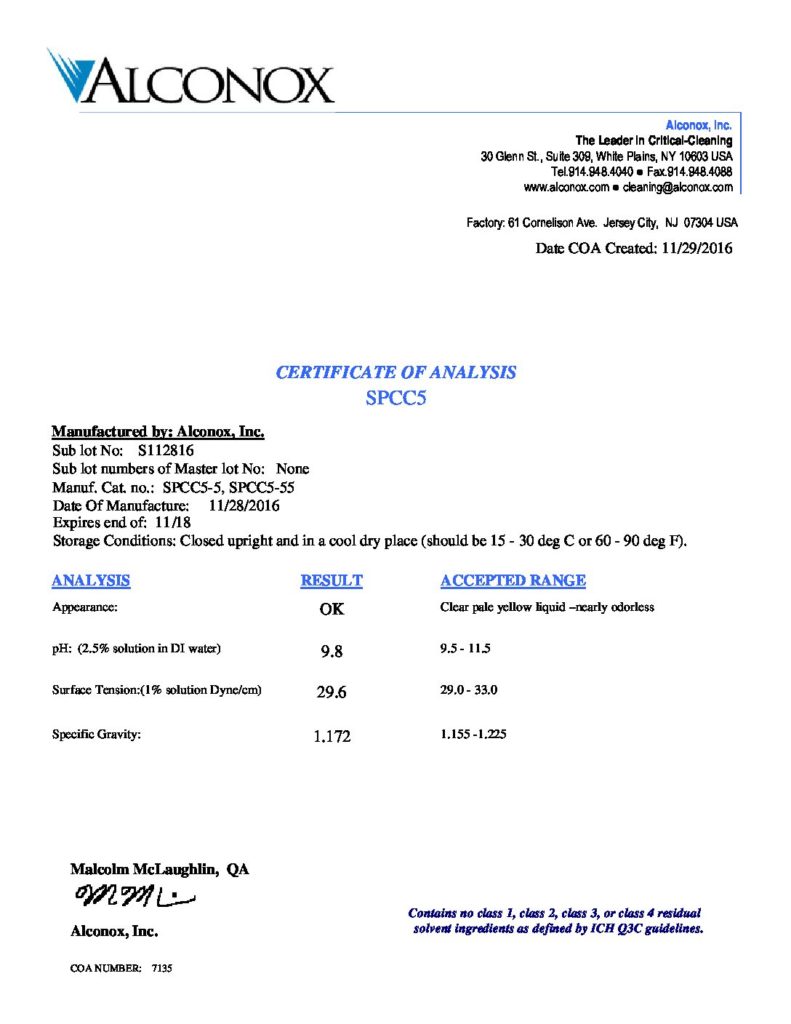 ALCONOX
Alconox, Inc.
The Leader in Critical-Cleaning
30 Glenn St., Suite 309, White Plains, NY 10603 USA
Tel.914.948.4040 ● Fax.914.948.4088
www.alconox.com ● cleaning@alconox.com
Factory: 61 Cornelison Ave. Jersey City, NJ 07304 USA
Date COA Created: 11/29/2016
CERTIFICATE OF ANALYSIS
SPCC5
Manufactured by: Alconox, Inc.
Sub lot No: S112816
Sub lot numbers of Master lot No: None
Manuf. Cat. no.: SPCC5-5, SPCC5-55
Date Of Manufacture: 11/28/2016
Expires end of: 11/18
Storage Conditions: Closed upright and in a cool dry place (should be 15 - 30 deg C or 60 - 90 deg F).
ANALYSIS RESULT ACCEPTED RANGE
Appearance: OK Clear pale yellow liquid –nearly odorless
pH: (2.5% solution in DI water) 9.8 9.5 - 11.5
Surface Tension:(1% solution Dyne/cm) 29.6 29.0 - 33.0
Specific Gravity: 1.172 1.155 -1.225
Malcolm McLaughlin, QA
Alconox, Inc.
Contains no class 1, class 2, class 3, or class 4 residual
solvent ingredients as defined by ICH Q3C guidelines.
COA NUMBER: 7135